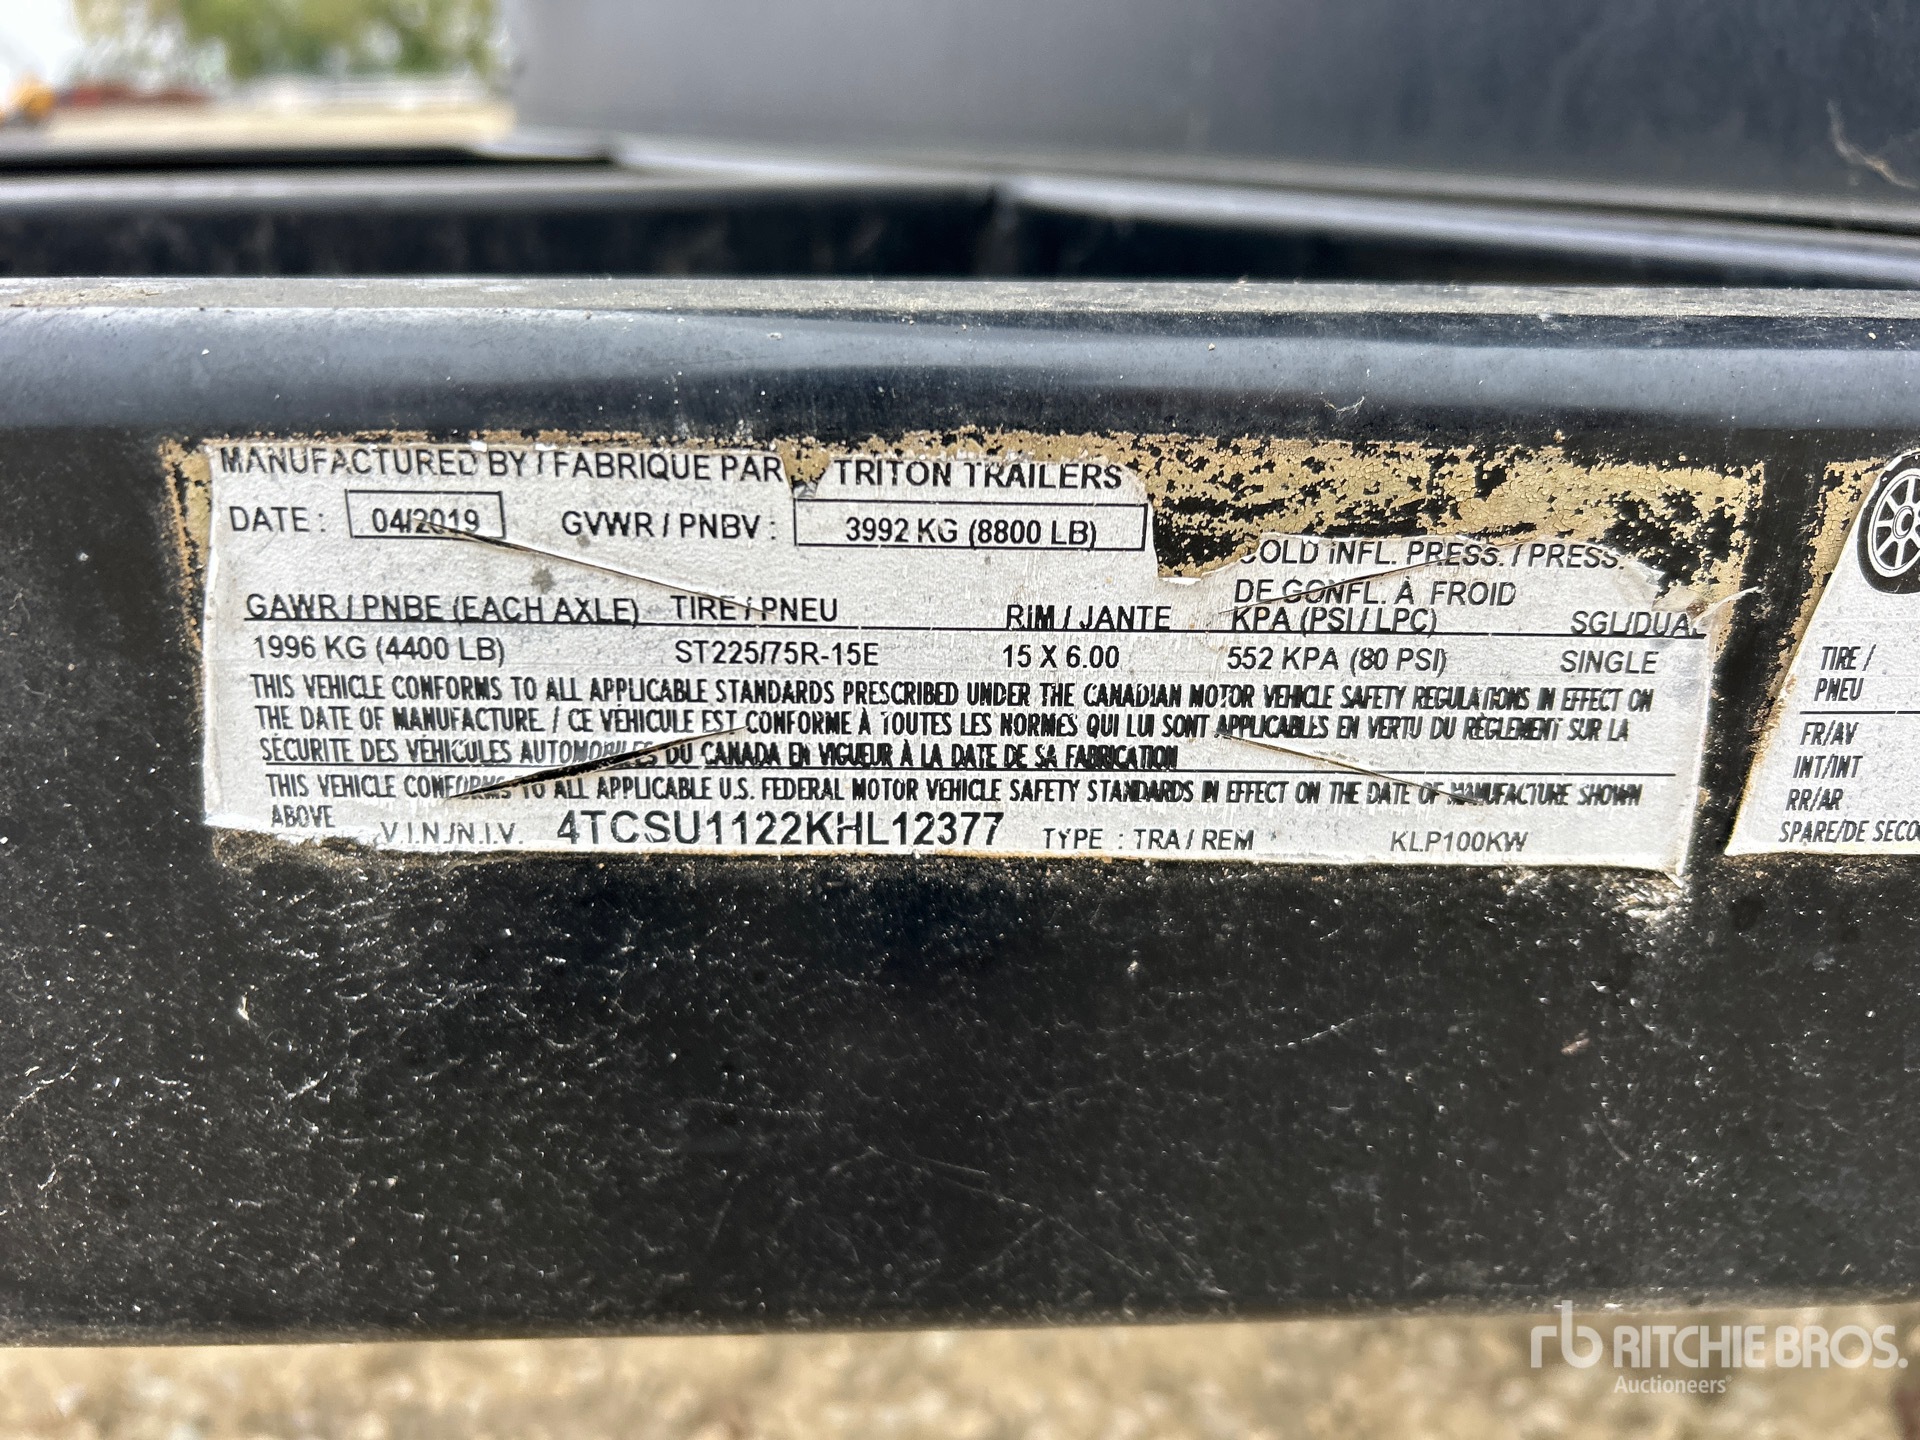 MANUFACTURED BY / FABRIQUE PAR TRITON TRAILERS
DATE : 04/2019 GVWR / PNBV : 3992 KG (8800 LB)
COLD INFL. PRESS. / PRESS.
DE GONFL. À FROID
GAWR / PNBE (EACH AXLE) TIRE / PNEU RIM / JANTE KPA (PSI / LPC) SGL/DUAL
1996 KG (4400 LB) ST225/75R-15E 15 X 6.00 552 KPA (80 PSI) SINGLE
THIS VEHICLE CONFORMS TO ALL APPLICABLE STANDARDS PRESCRIBED UNDER THE CANADIAN MOTOR VEHICLE SAFETY REGULATIONS IN EFFECT ON
THE DATE OF MANUFACTURE. / CE VÉHICULE EST CONFORME À TOUTES LES NORMES QUI LUI SONT APPLICABLES EN VERTU DU RÈGLEMENT SUR LA
SÉCURITE DES VÉHICULES AUTOMOBILES DU CANADA EN VIGUEUR À LA DATE DE SA FABRICATION
THIS VEHICLE CONFORMS TO ALL APPLICABLE U.S. FEDERAL MOTOR VEHICLE SAFETY STANDARDS IN EFFECT ON THE DATE OF MANUFACTURE SHOWN
ABOVE
V.I.N./N.I.V. 4TCSU1122KHL12377 TYPE : TRA / REM KLP100KW
TIRE /
PNEU
FR/AV
INT/INT
RR/AR
SPARE/DE SECO
rb RITCHIE BROS.
Auctioneers